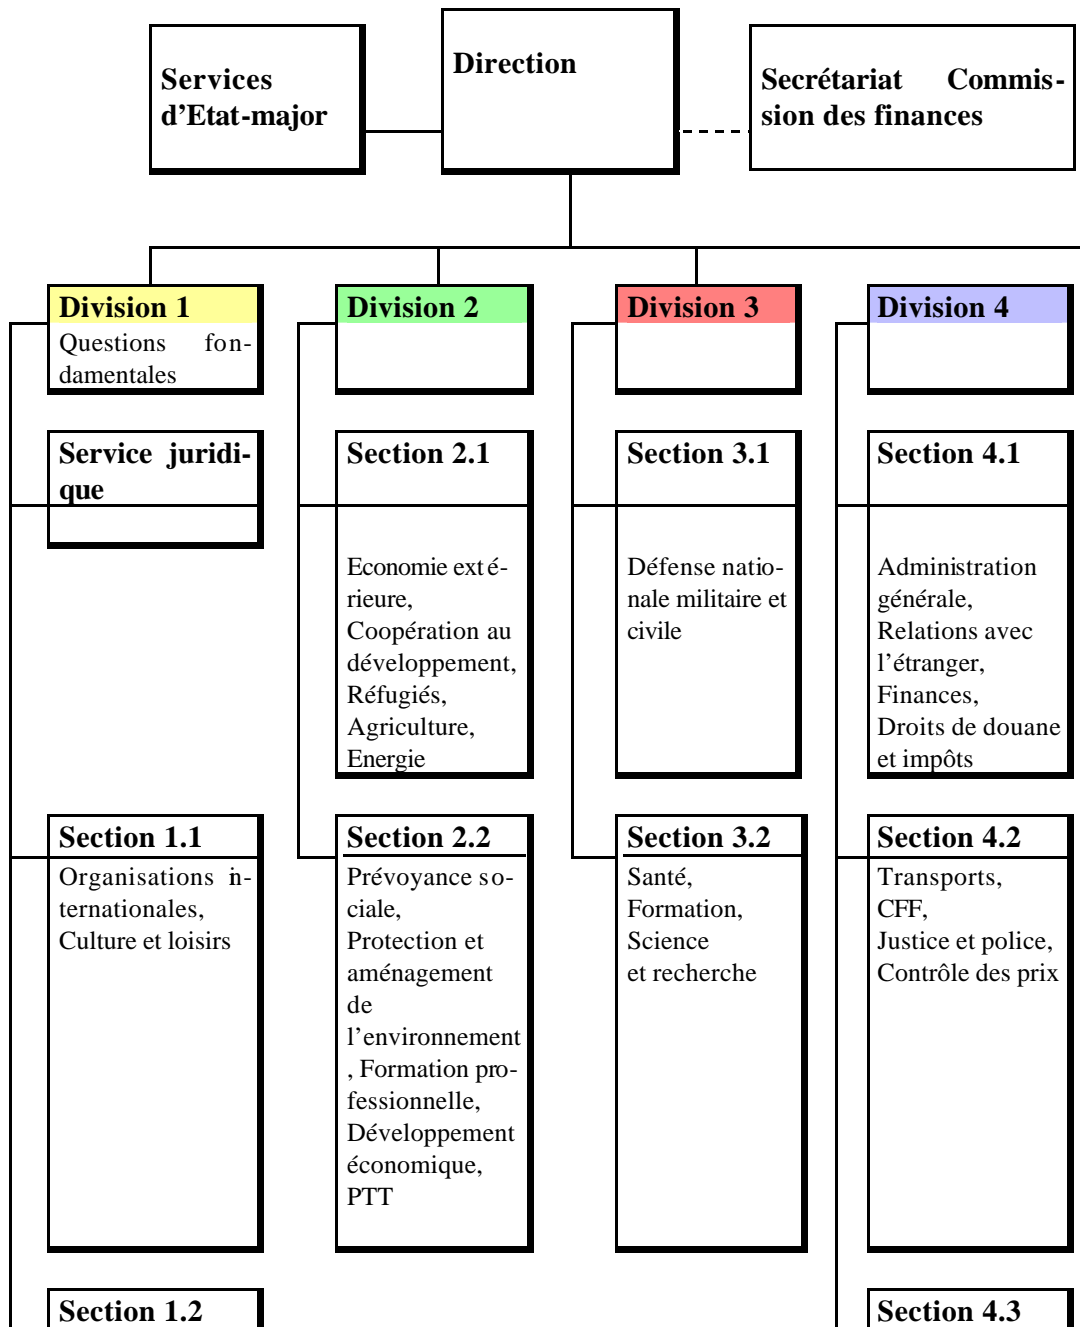 Services
d’Etat-major
Direction
Secrétariat Commis-
sion des finances
Division 1
Questions fon-
damentales
Division 2
Division 3
Division 4
Service juridi-
que
Section 2.1
Economie exté-
rieure,
Coopération au
développement,
Réfugiés,
Agriculture,
Energie
Section 3.1
Défense natio-
nale militaire et
civile
Section 4.1
Administration
générale,
Relations avec
l’étranger,
Finances,
Droits de douane
et impôts
Section 1.1
Organisations in-
ternationales,
Culture et loisirs
Section 2.2
Prévoyance so-
ciale,
Protection et
aménagement
de
l’environnement
, Formation pro-
fessionnelle,
Développement
économique,
PTT
Section 3.2
Santé,
Formation,
Science
et recherche
Section 4.2
Transports,
CFF,
Justice et police,
Contrôle des prix
Section 1.2
Section 4.3